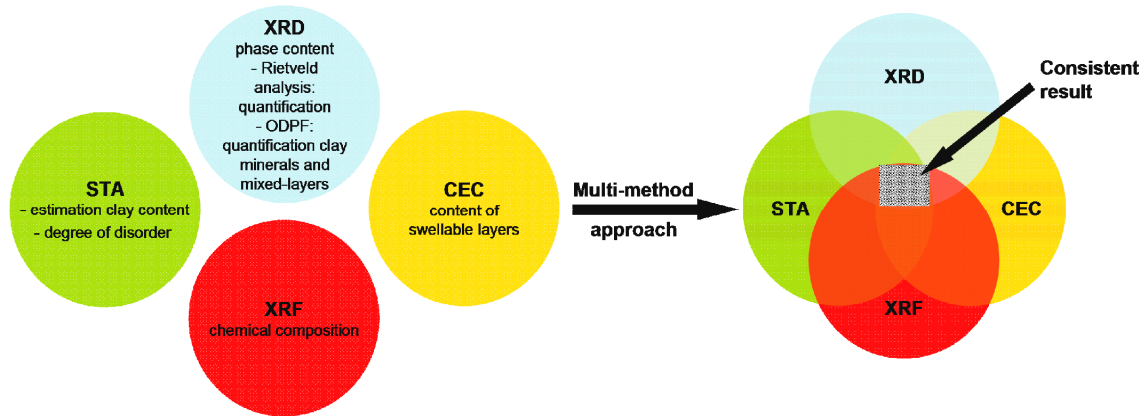 XRD
phase content
- Rietveld
analysis:
quantification
- ODPF:
quantification clay
minerals and
mixed-layers
STA
- estimation clay content
- degree of disorder
CEC
content of
swellable layers
XRF
chemical composition
Multi-method
approach
XRD
Consistent
result
STA
CEC
XRF